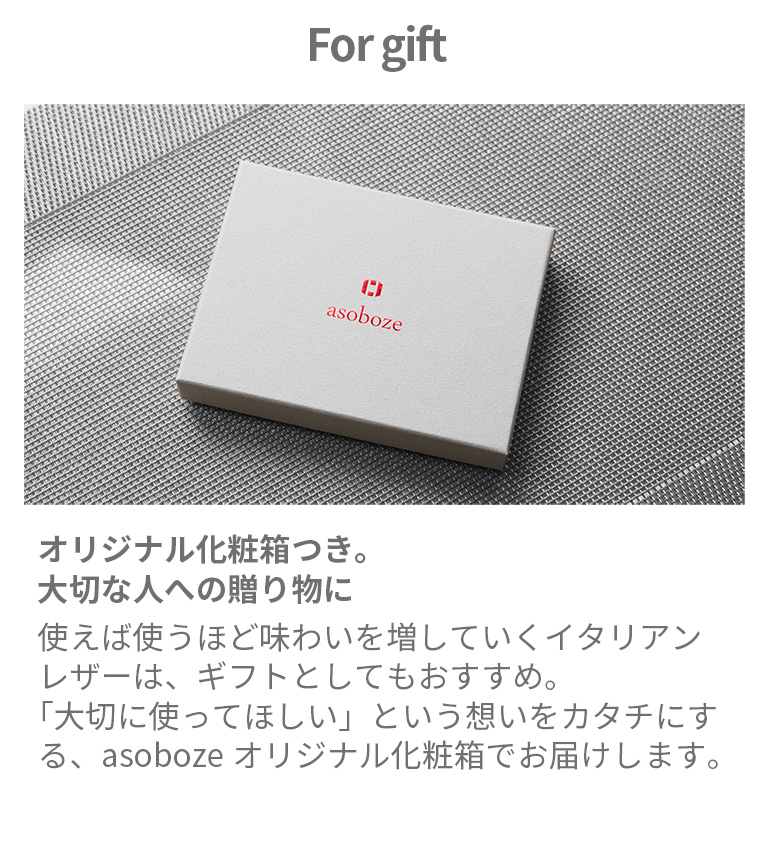 For gift
asoboze
オリジナル化粧箱つき。
大切な人への贈り物に
使えば使うほど味わいを増していくイタリアン
レザーは、ギフトとしてもおすすめ。
「大切に使ってほしい」という想いをカタチにす
る、asoboze オリジナル化粧箱でお届けします。